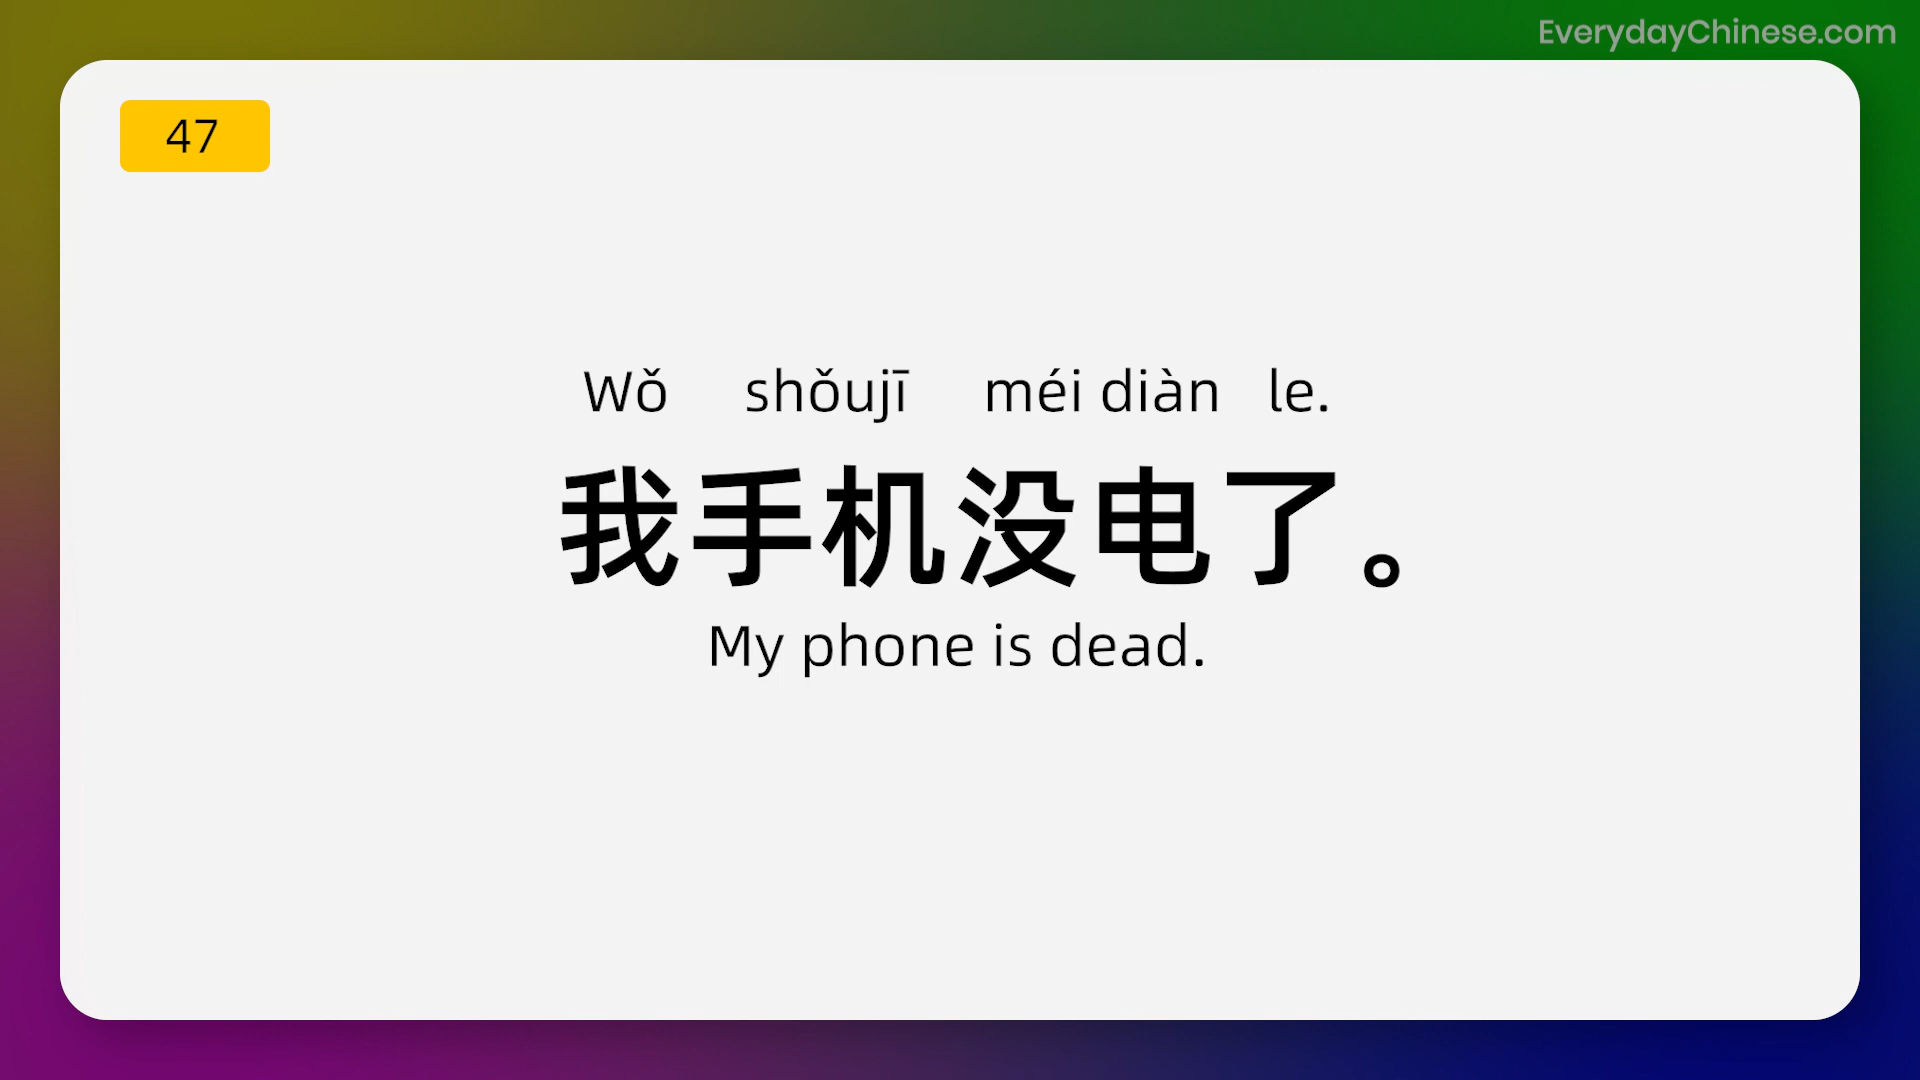 EverydayChinese.com
47
Wǒ shǒujī méi diàn le.
我手机没电了。
My phone is dead.